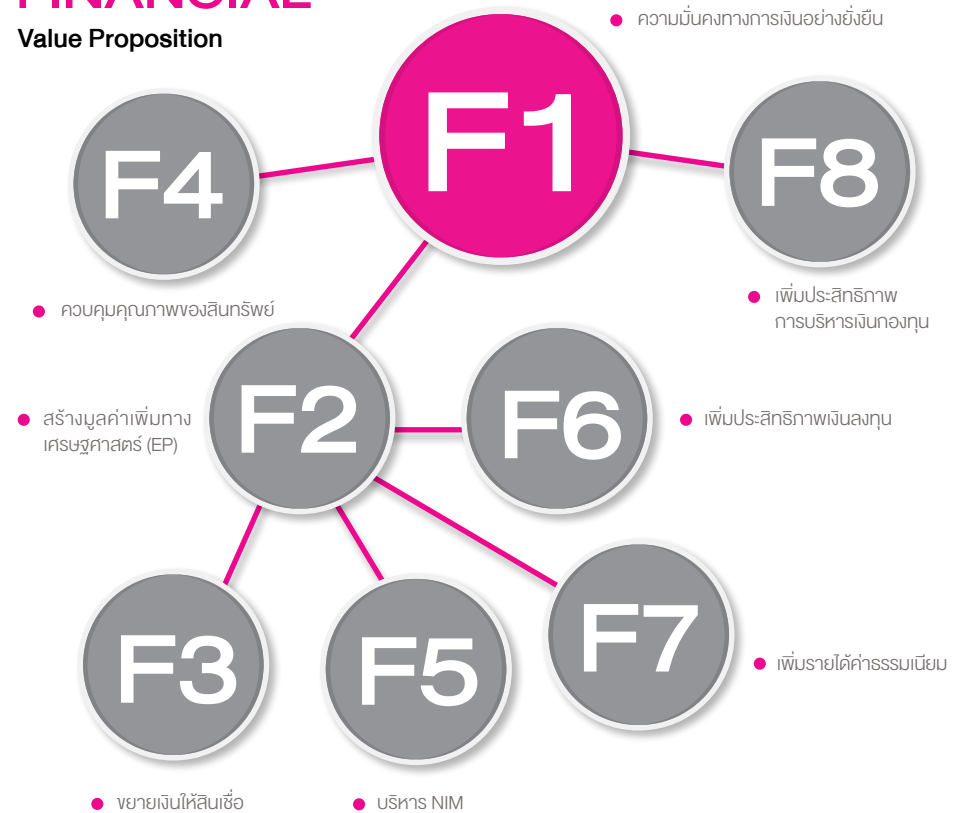 FINANCIAL
Value Proposition
ความมั่นคงทางการเงินอย่างยั่งยืน
F1
F4
F8
ควบคุมคุณภาพของสินทรัพย์
เพิ่มประสิทธิภาพ
การบริหารเงินกองทุน
F2
F6
สร้างมูลค่าเพิ่มทาง
เศรษฐศาสตร์ (EP)
เพิ่มประสิทธิภาพเงินลงทุน
F3
F5
F7
เพิ่มรายได้ค่าธรรมเนียม
ขยายเงินให้สินเชื่อ
บริหาร NIM